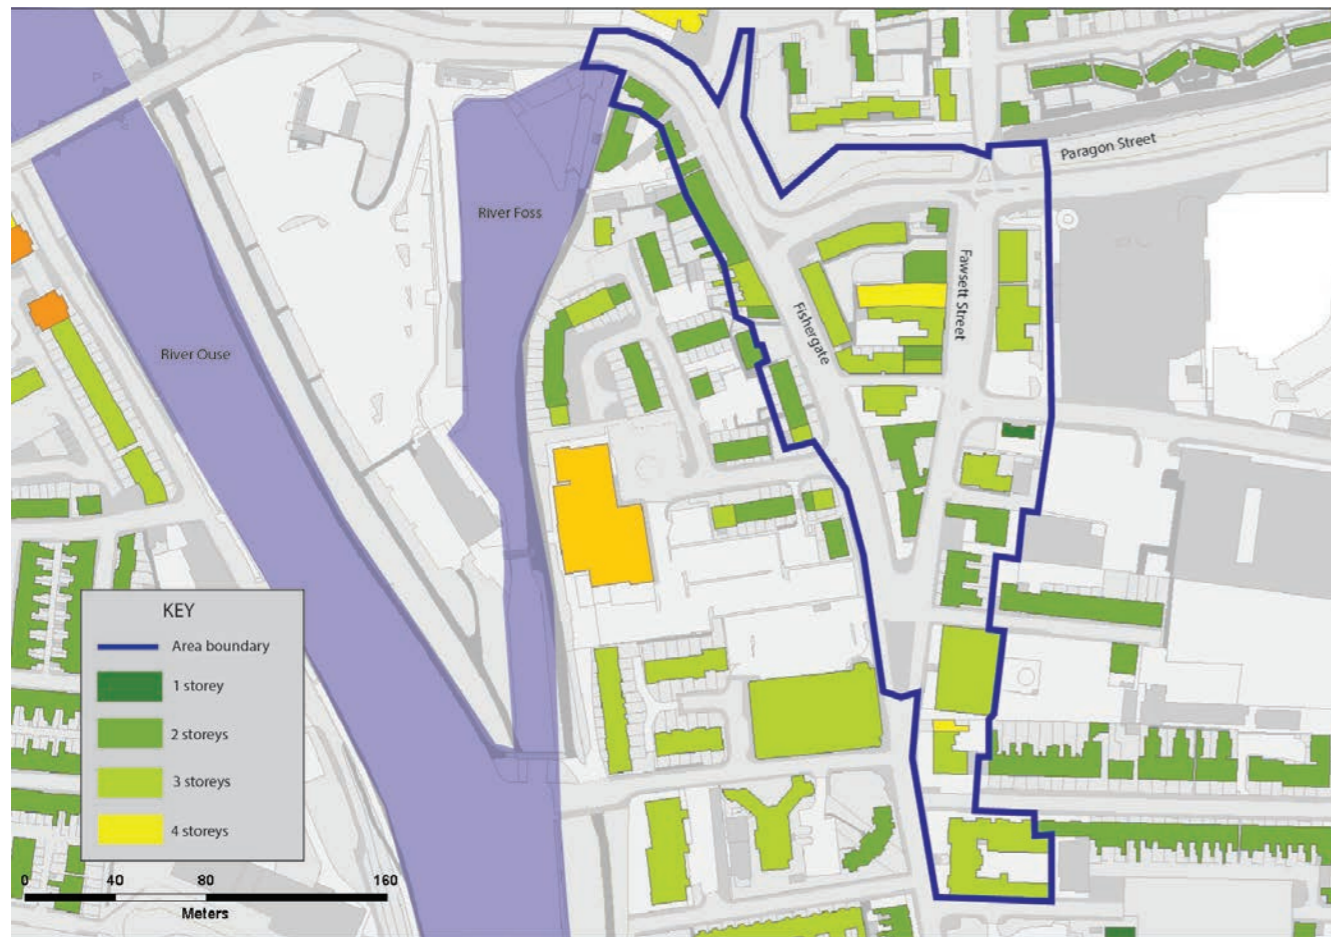 Paragon Street
River Foss
Fawsett Street
Fishergate
River Ouse
KEY
Area boundary
1 storey
2 storeys
3 storeys
4 storeys
0 40 80 160
Meters